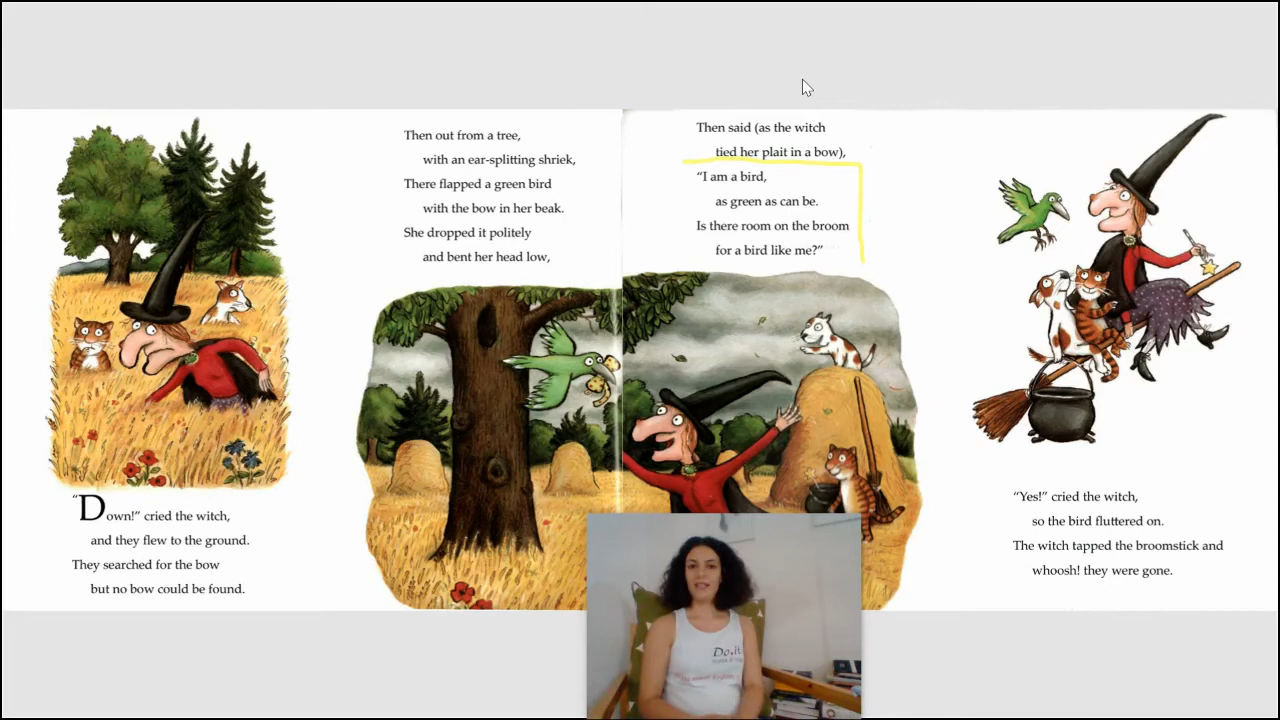 “Down!” cried the witch,
and they flew to the ground.
They searched for the bow
but no bow could be found.
Then out from a tree,
with an ear-splitting shriek,
There flapped a green bird
with the bow in her beak.
She dropped it politely
and bent her head low,
Then said (as the witch
tied her plait in a bow),
“I am a bird,
as green as can be.
Is there room on the broom
for a bird like me?”
“Yes!” cried the witch,
so the bird fluttered on.
The witch tapped the broomstick and
whoosh! they were gone.
Do.it!